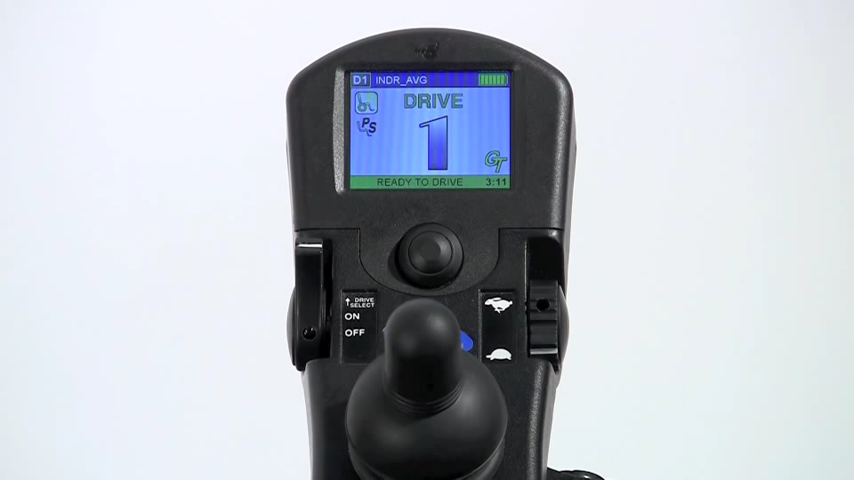 D1 INDR_AVG
DRIVE
1
PS
GT
READY TO DRIVE 3:11
↑ DRIVE
SELECT
ON
OFF